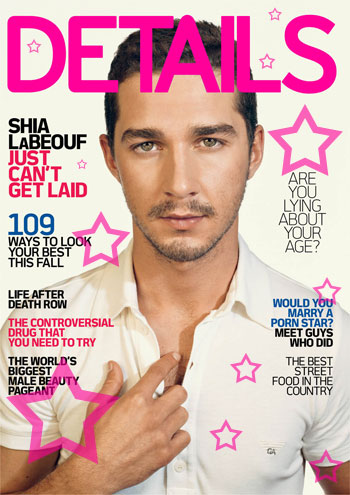 DETAILS
SHIA
LABEOUF
JUST
CAN'T
GET LAID
109
WAYS TO LOOK
YOUR BEST
THIS FALL
LIFE AFTER
DEATH ROW
THE CONTROVERSIAL
DRUG THAT
YOU NEED TO TRY
THE WORLD'S
BIGGEST
MALE BEAUTY
PAGEANT
ARE
YOU
LYING
ABOUT
YOUR
AGE?
WOULD YOU
MARRY A
PORN STAR?
MEET GUYS
WHO DID
THE BEST
STREET
FOOD IN THE
COUNTRY
GA